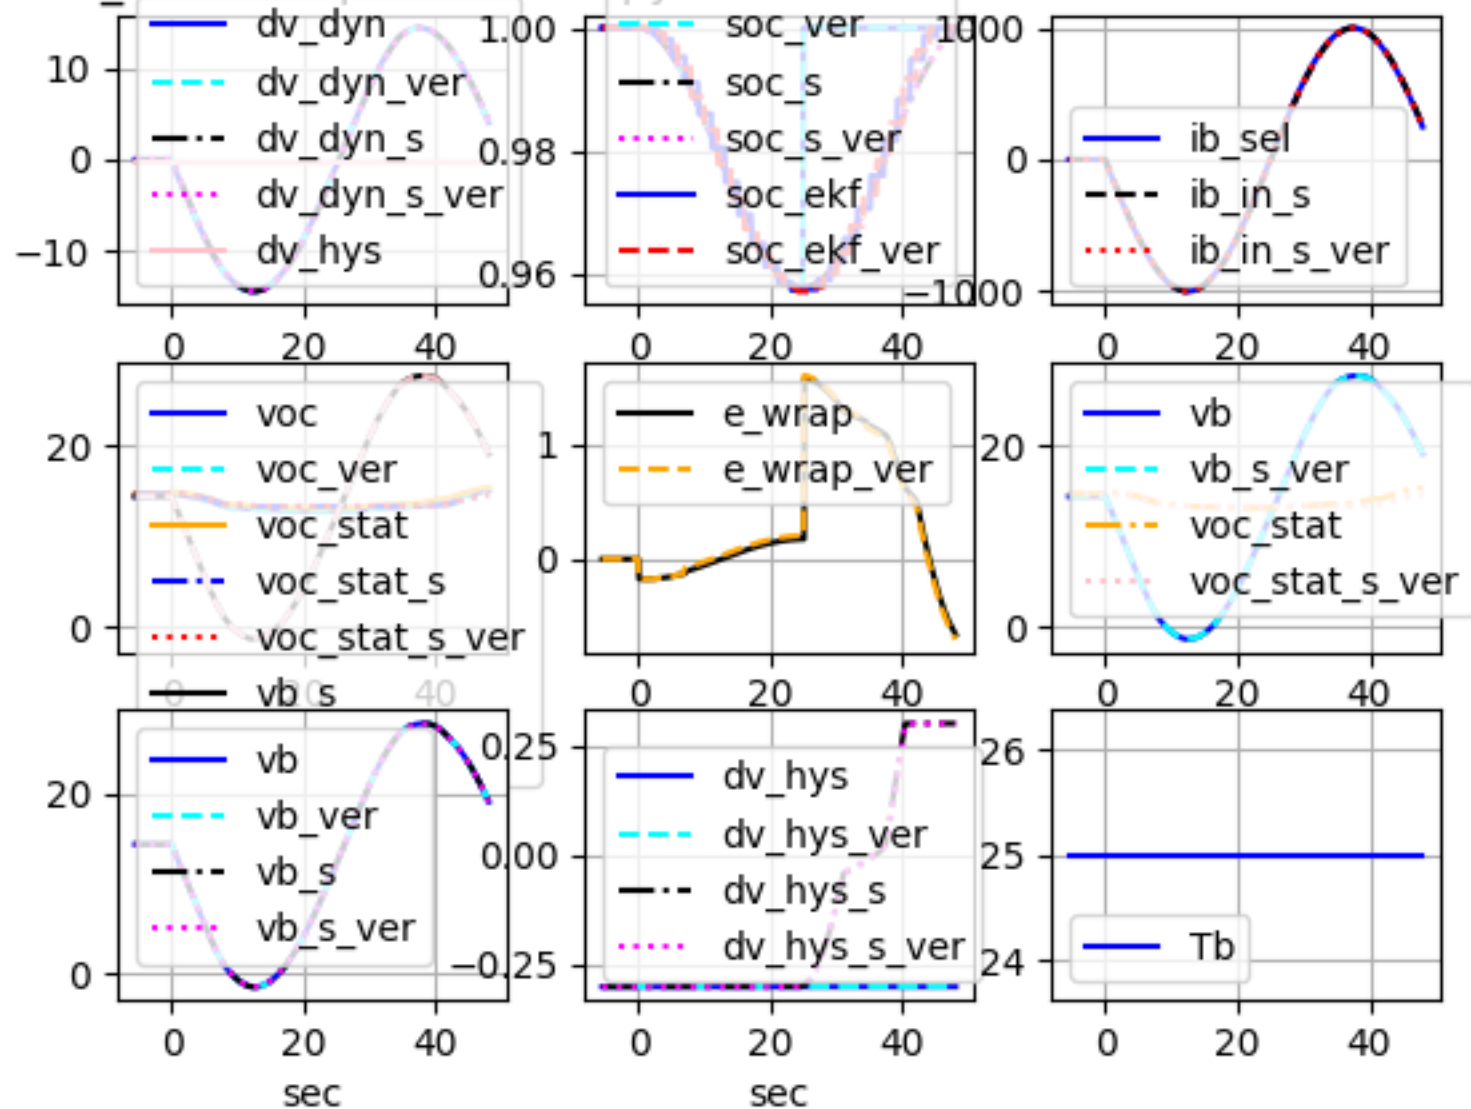 dv_dyn
dv_dyn_ver
dv_dyn_s
dv_dyn_s_ver
dv_hys
10
0
−10
0 20 40
soc_ver
soc_s
soc_s_ver
soc_ekf
soc_ekf_ver
1.00
0.98
0.96
0 20 40
ib_sel
ib_in_s
ib_in_s_ver
1000
0
−1000
0 20 40
voc
voc_ver
voc_stat
voc_stat_s
voc_stat_s_ver
vb_s
20
0
0 20 40
e_wrap
e_wrap_ver
1
0
0 20 40
vb
vb_s_ver
voc_stat
voc_stat_s_ver
20
0
0 20 40
vb
vb_ver
vb_s
vb_s_ver
20
0
0 20 40
sec
dv_hys
dv_hys_ver
dv_hys_s
dv_hys_s_ver
0.25
0.00
−0.25
0 20 40
sec
Tb
26
25
24
0 20 40